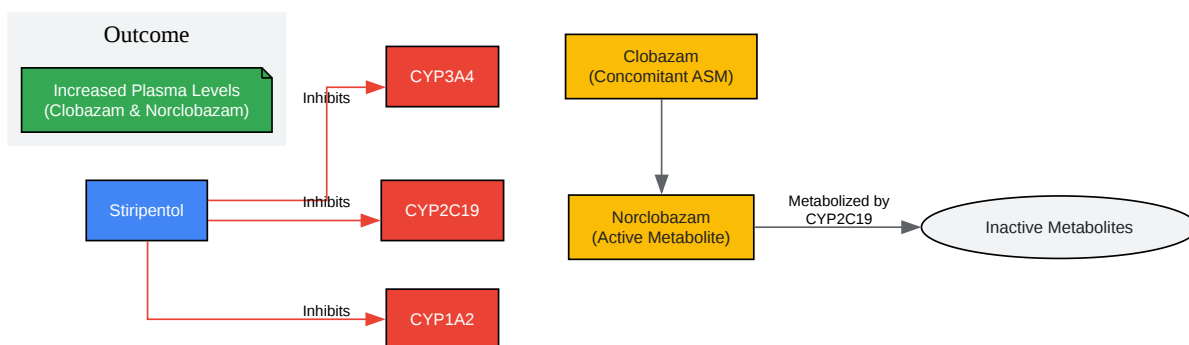 Outcome
Increased Plasma Levels
(Clobazam & Norclobazam)
Stiripentol
Inhibits
CYP3A4
Inhibits
CYP2C19
Inhibits
CYP1A2
Clobazam
(Concomitant ASM)
Norclobazam
(Active Metabolite)
Metabolized by
CYP2C19
Inactive Metabolites